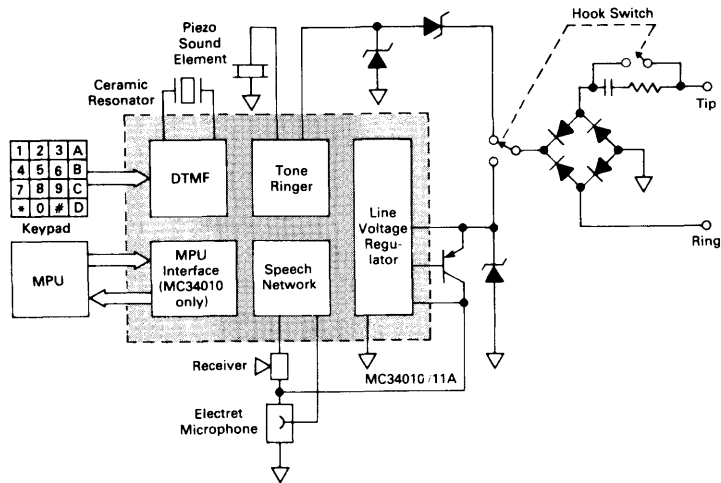 Hook Switch
Piezo
Sound
Element
Ceramic
Resonator
Tip
1 2 3 A
4 5 6 B
7 8 9 C
* 0 # D
Keypad
DTMF
Tone
Ringer
Line
Voltage
Regu-
lator
Ring
MPU
MPU
Interface
(MC34010
only)
Speech
Network
Receiver
MC34010/11A
Electret
Microphone